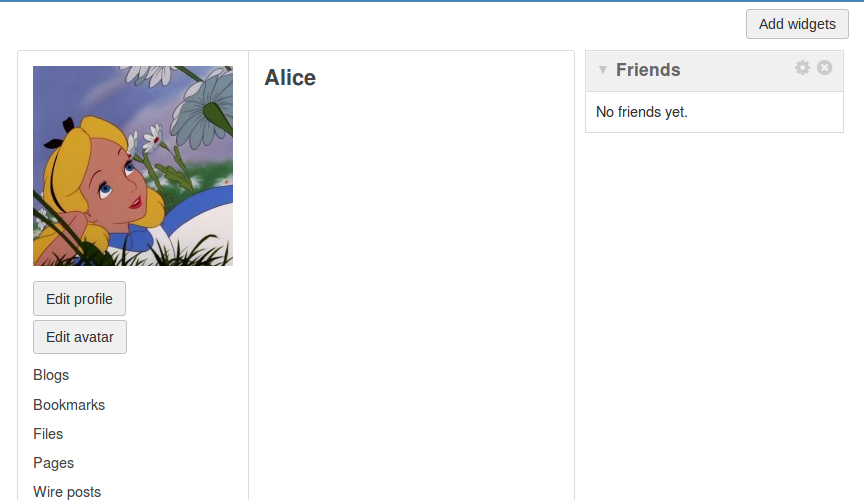 Add widgets
Alice
Friends
No friends yet.
Edit profile
Edit avatar
Blogs
Bookmarks
Files
Pages
Wire posts